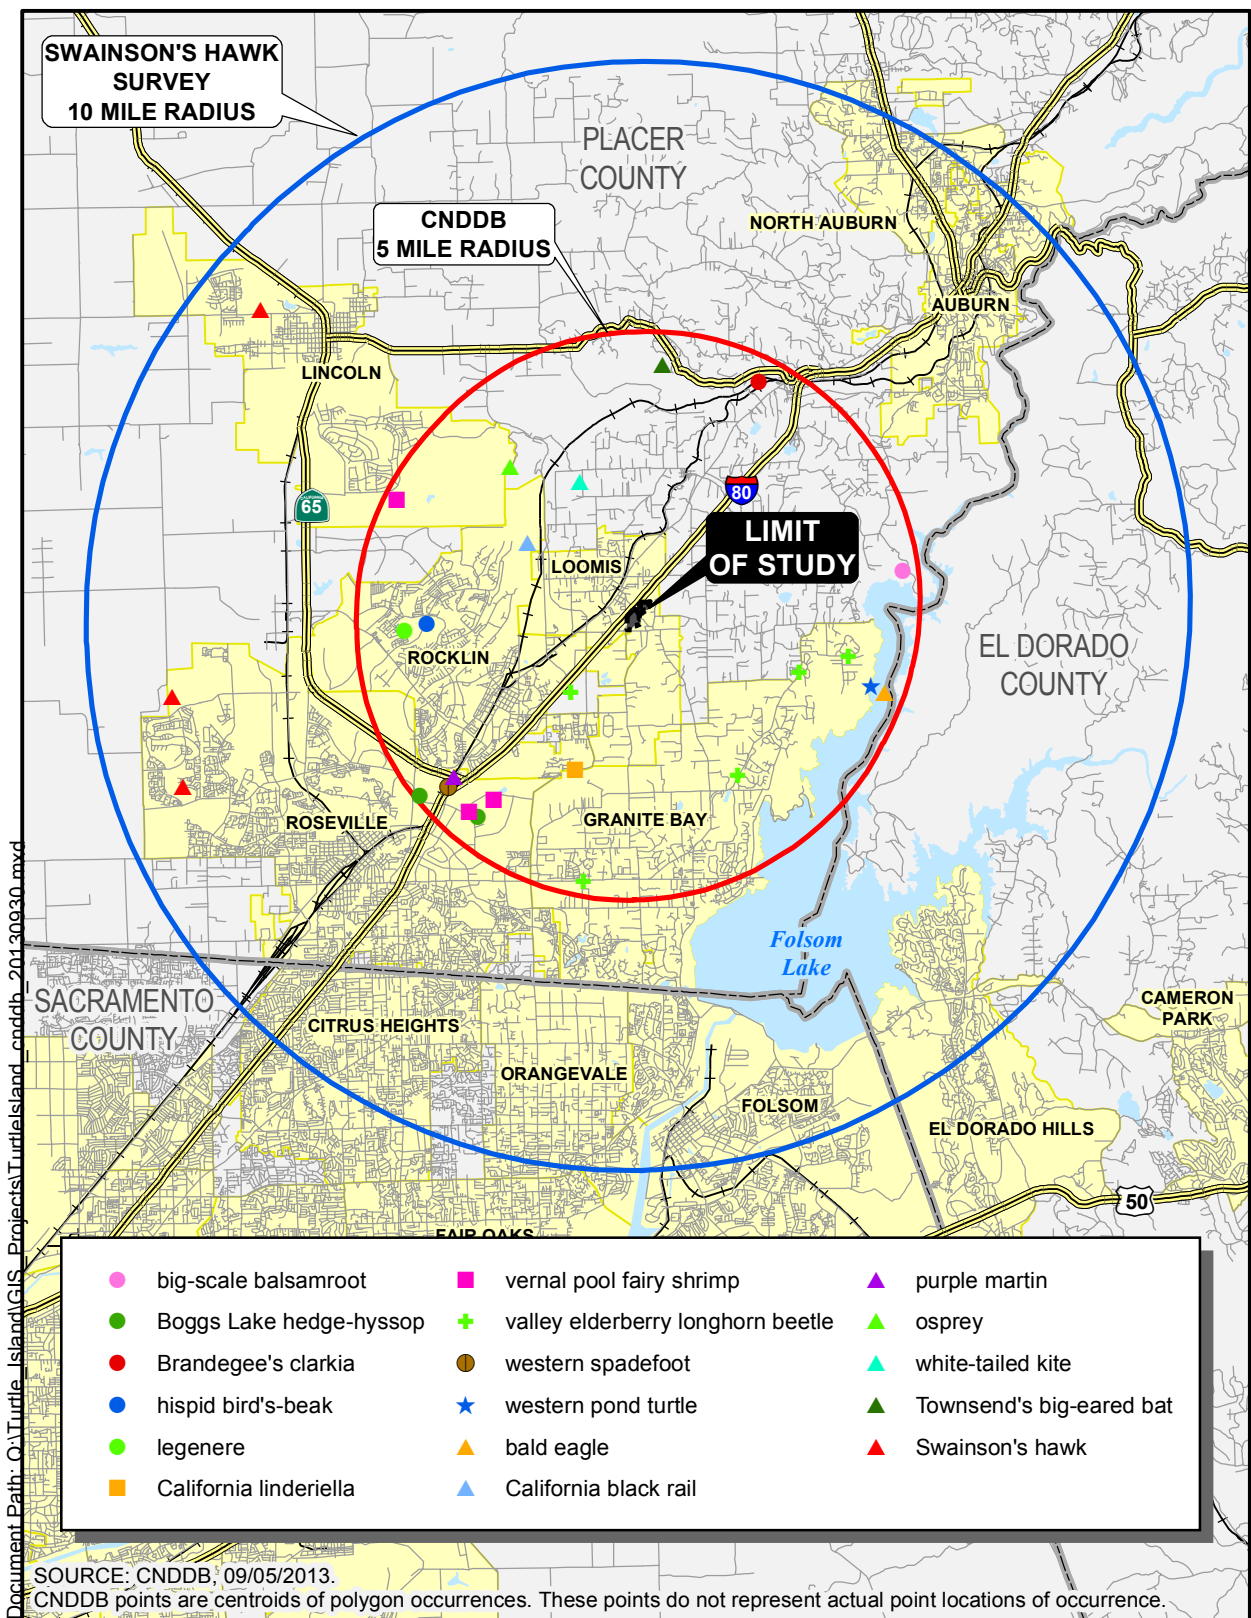 SWAINSON'S HAWK
SURVEY
10 MILE RADIUS
PLACER
COUNTY
CNDDB
5 MILE RADIUS
NORTH AUBURN
AUBURN
LINCOLN
CALIFORNIA
65
80
LIMIT
OF STUDY
LOOMIS
ROCKLIN
EL DORADO
COUNTY
ROSEVILLE
GRANITE BAY
Folsom
Lake
SACRAMENTO
COUNTY
CAMERON
PARK
CITRUS HEIGHTS
ORANGEVALE
FOLSOM
EL DORADO HILLS
50
FAIR OAKS
big-scale balsamroot
Boggs Lake hedge-hyssop
Brandegee's clarkia
hispid bird's-beak
legenere
California linderiella
vernal pool fairy shrimp
valley elderberry longhorn beetle
western spadefoot
western pond turtle
bald eagle
California black rail
purple martin
osprey
white-tailed kite
Townsend's big-eared bat
Swainson's hawk
SOURCE: CNDDB, 09/05/2013.
CNDDB points are centroids of polygon occurrences. These points do not represent actual point locations of occurrence.
Document Path: Q:\Turtle_Island\GIS_Projects\TurtleIsland_cnddb_20130930.mxd